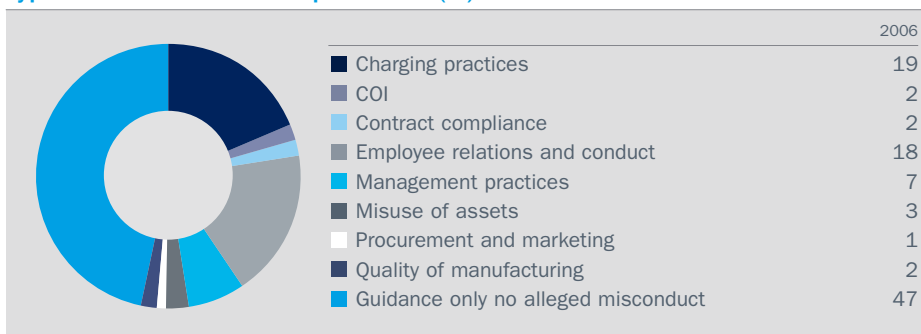 2006
Charging practices 19
COI 2
Contract compliance 2
Employee relations and conduct 18
Management practices 7
Misuse of assets 3
Procurement and marketing 1
Quality of manufacturing 2
Guidance only no alleged misconduct 47